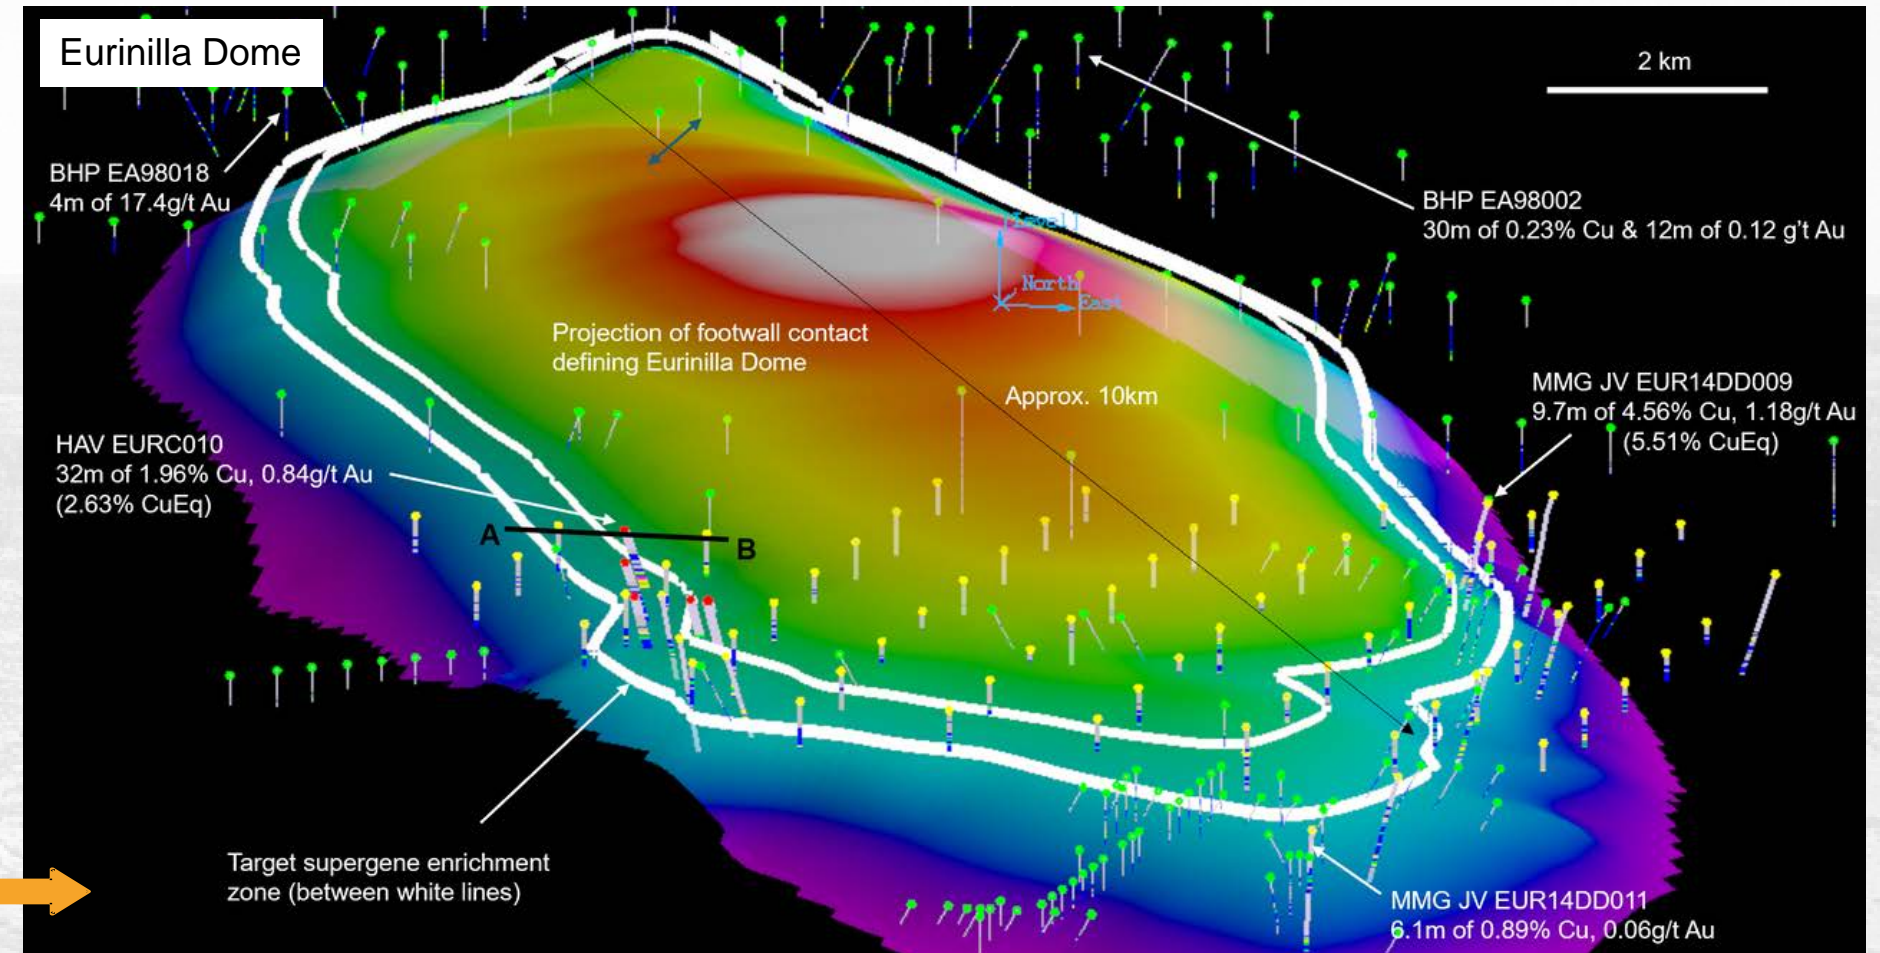 Eurinilla Dome
2 km
BHP EA98018
4m of 17.4g/t Au
BHP EA98002
30m of 0.23% Cu & 12m of 0.12 g't Au
[Level]
North
East
Projection of footwall contact
defining Eurinilla Dome
Approx. 10km
MMG JV EUR14DD009
9.7m of 4.56% Cu, 1.18g/t Au
(5.51% CuEq)
HAV EURC010
32m of 1.96% Cu, 0.84g/t Au
(2.63% CuEq)
A
B
Target supergene enrichment
zone (between white lines)
MMG JV EUR14DD011
6.1m of 0.89% Cu, 0.06g/t Au